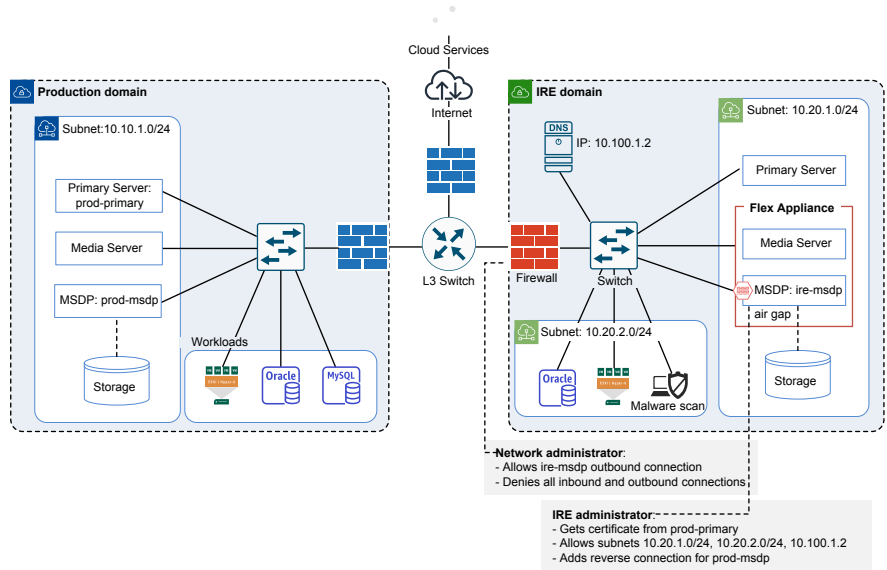 Cloud Services
Internet
Production domain
Subnet:10.10.1.0/24
Primary Server:
prod-primary
Media Server
MSDP: prod-msdp
Storage
Workloads
Oracle
MySQL
L3 Switch
IRE domain
DNS
IP: 10.100.1.2
Firewall
Switch
Subnet: 10.20.1.0/24
Primary Server
Flex Appliance
Media Server
MSDP: ire-msdp
air gap
Storage
Subnet: 10.20.2.0/24
Oracle
Malware scan
Network administrator:
- Allows ire-msdp outbound connection
- Denies all inbound and outbound connections
IRE administrator:
- Gets certificate from prod-primary
- Allows subnets 10.20.1.0/24, 10.20.2.0/24, 10.100.1.2
- Adds reverse connection for prod-msdp